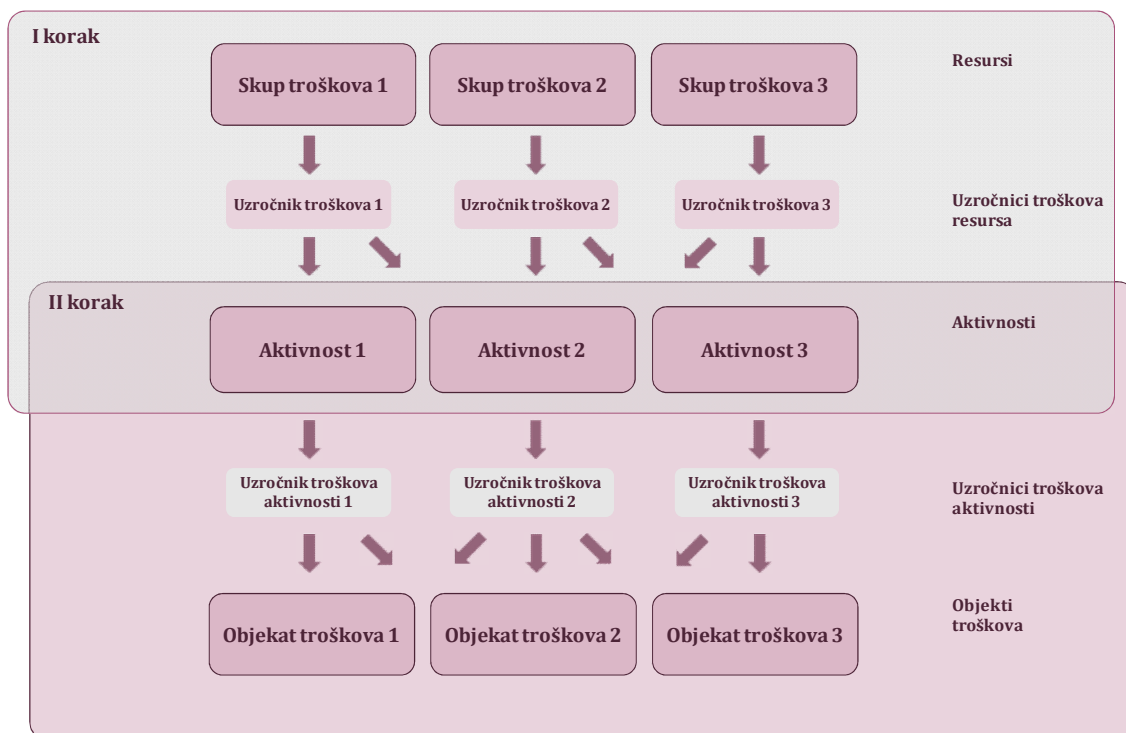 I korak
Skup troškova 1
Skup troškova 2
Skup troškova 3
Resursi
Uzročnik troškova 1
Uzročnik troškova 2
Uzročnik troškova 3
Uzročnici troškova
resursa
II korak
Aktivnost 1
Aktivnost 2
Aktivnost 3
Aktivnosti
Uzročnik troškova
aktivnosti 1
Uzročnik troškova
aktivnosti 2
Uzročnik troškova
aktivnosti 3
Uzročnici troškova
aktivnosti
Objekat troškova 1
Objekat troškova 2
Objekat troškova 3
Objekti
troškova